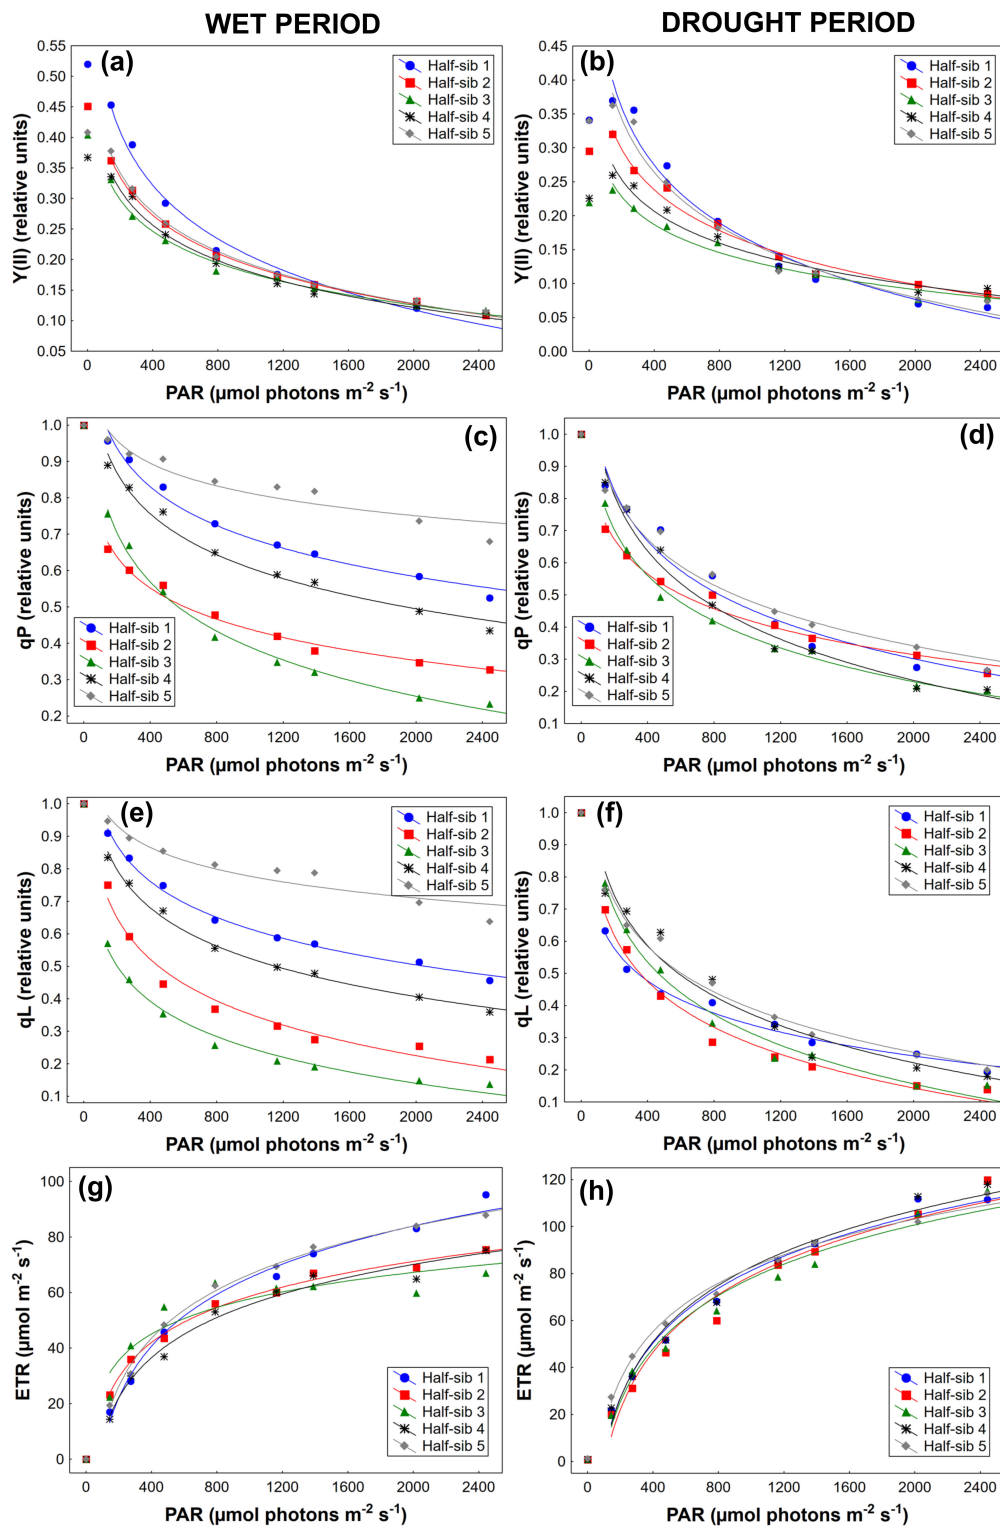 WET PERIOD
DROUGHT PERIOD
(a)
Half-sib 1
Half-sib 2
Half-sib 3
Half-sib 4
Half-sib 5
Y(II) (relative units)
0.55
0.50
0.45
0.40
0.35
0.30
0.25
0.20
0.15
0.10
0.05
0 400 800 1200 1600 2000 2400
PAR (µmol photons m-2 s-1)
(b)
Half-sib 1
Half-sib 2
Half-sib 3
Half-sib 4
Half-sib 5
Y(II) (relative units)
0.45
0.40
0.35
0.30
0.25
0.20
0.15
0.10
0.05
0.00
0 400 800 1200 1600 2000 2400
PAR (µmol photons m-2 s-1)
(c)
qP (relative units)
1.0
0.9
0.8
0.7
0.6
0.5
0.4
0.3
0.2
Half-sib 1
Half-sib 2
Half-sib 3
Half-sib 4
Half-sib 5
0 400 800 1200 1600 2000 2400
PAR (µmol photons m-2 s-1)
(d)
qP (relative units)
1.0
0.9
0.8
0.7
0.6
0.5
0.4
0.3
0.2
0.1
Half-sib 1
Half-sib 2
Half-sib 3
Half-sib 4
Half-sib 5
0 400 800 1200 1600 2000 2400
PAR (µmol photons m-2 s-1)
(e)
Half-sib 1
Half-sib 2
Half-sib 3
Half-sib 4
Half-sib 5
qL (relative units)
1.0
0.9
0.8
0.7
0.6
0.5
0.4
0.3
0.2
0.1
0 400 800 1200 1600 2000 2400
PAR (µmol photons m-2 s-1)
(f)
Half-sib 1
Half-sib 2
Half-sib 3
Half-sib 4
Half-sib 5
qL (relative units)
1.0
0.9
0.8
0.7
0.6
0.5
0.4
0.3
0.2
0.1
0 400 800 1200 1600 2000 2400
PAR (µmol photons m-2 s-1)
(g)
ETR (µmol m-2 s-1)
100
80
60
40
20
0
Half-sib 1
Half-sib 2
Half-sib 3
Half-sib 4
Half-sib 5
0 400 800 1200 1600 2000 2400
PAR (µmol photons m-2 s-1)
(h)
ETR (µmol m-2 s-1)
120
100
80
60
40
20
0
Half-sib 1
Half-sib 2
Half-sib 3
Half-sib 4
Half-sib 5
0 400 800 1200 1600 2000 2400
PAR (µmol photons m-2 s-1)